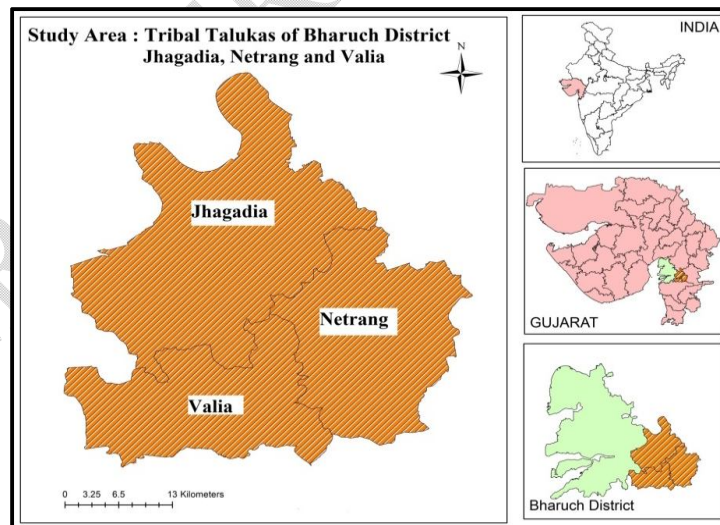 Study Area : Tribal Talukas of Bharuch District
Jhagadia, Netrang and Valia
N
Jhagadia
Netrang
Valia
0 3.25 6.5 13 Kilometers
INDIA
GUJARAT
Bharuch District